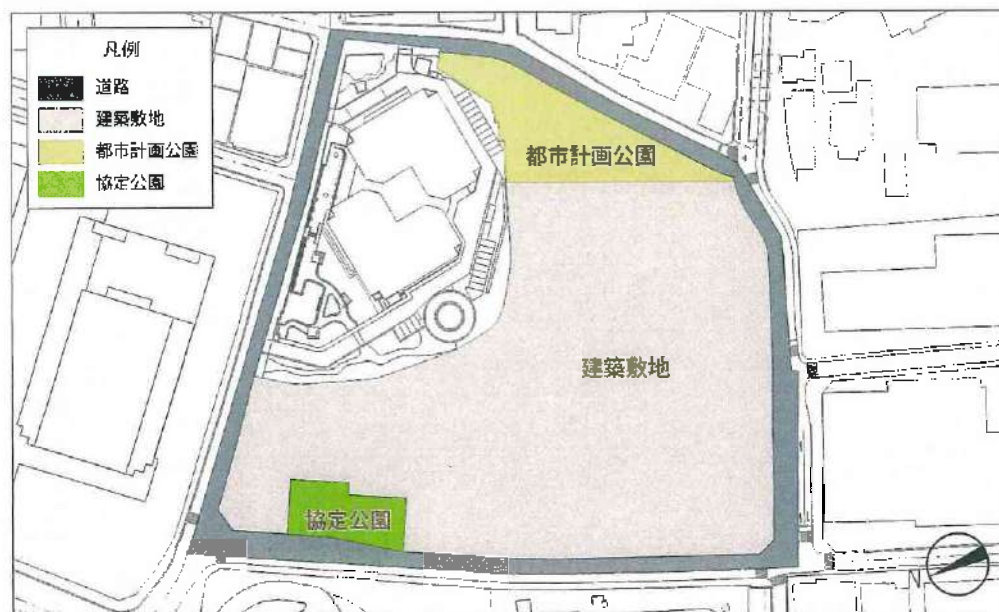 凡例
道路
建築敷地
都市計画公園
協定公園
都市計画公園
建築敷地
協定公園
N